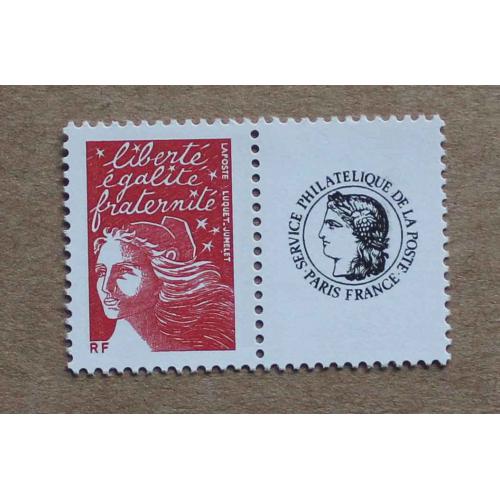 liberté
égalité
fraternité
LAPOSTE LUQUET-JUMELET
RF
SERVICE PHILATELIQUE DE LA POSTE
PARIS FRANCE